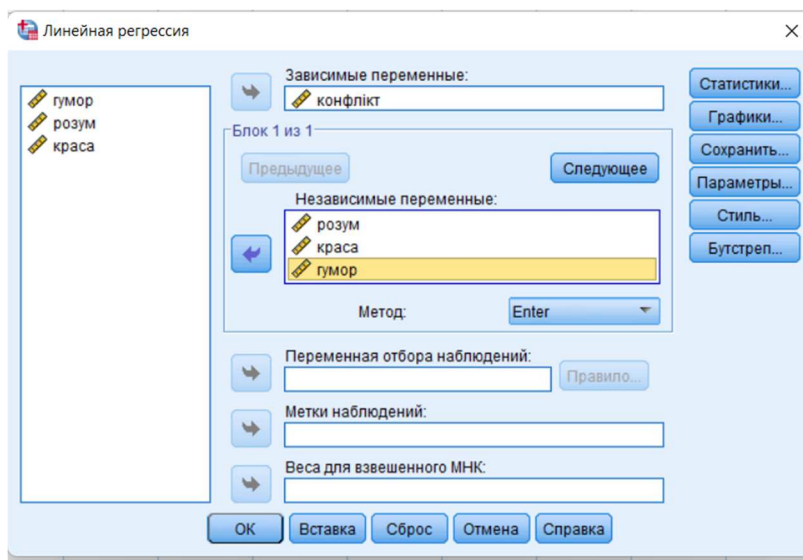 Линейная регрессия
гумор
розум
краса
Зависимые переменные:
конфлікт
Блок 1 из 1
Предыдущее
Следующее
Независимые переменные:
розум
краса
гумор
Метод:
Enter
Переменная отбора наблюдений:
Правило...
Метки наблюдений:
Веса для взвешенного МНК:
Статистики...
Графики...
Сохранить...
Параметры...
Стиль...
Бутстреп...
ОК
Вставка
Сброс
Отмена
Справка